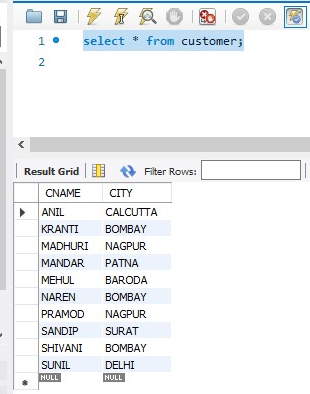 1 select * from customer;
2
Result Grid Filter Rows:
CNAME CITY
ANIL CALCUTTA
KRANTI BOMBAY
MADHURI NAGPUR
MANDAR PATNA
MEHUL BARODA
NAREN BOMBAY
PRAMOD NAGPUR
SANDIP SURAT
SHIVANI BOMBAY
SUNIL DELHI
NULL NULL